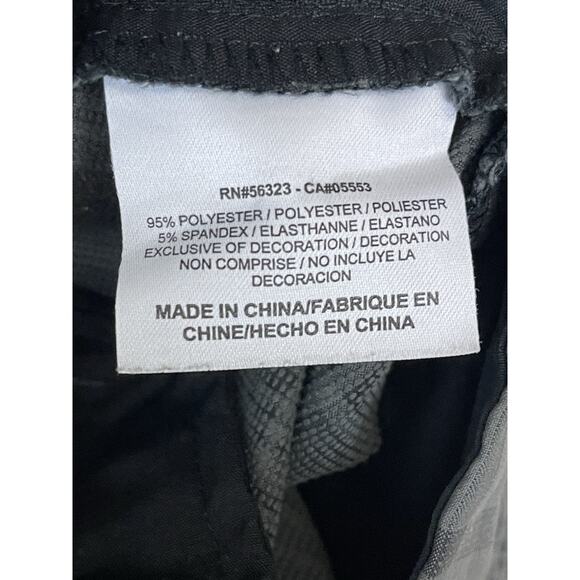 RN#56323 - CA#05553
95% POLYESTER / POLYESTER / POLIESTER
5% SPANDEX / ELASTHANNE / ELASTANO
EXCLUSIVE OF DECORATION / DECORATION
NON COMPRISE / NO INCLUYE LA
DECORACION
MADE IN CHINA/FABRIQUE EN
CHINE/HECHO EN CHINA